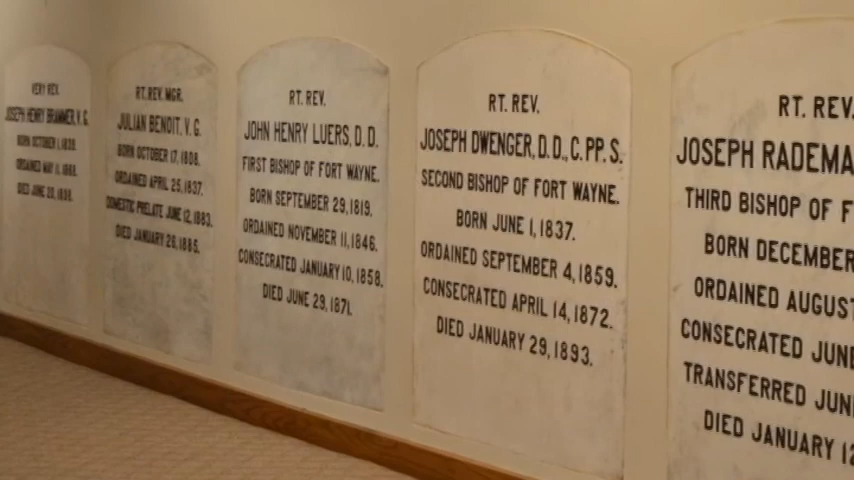 VERY REV.
JOSEPH HENRY BRAMMER, V. G.
BORN OCTOBER 1, 1839.
ORDAINED MAY 11,
DIED JUNE
RT. REV. MGR.
JULIAN BENOIT, V. G.
BORN OCTOBER 17, 1808.
ORDAINED APRIL 25, 1837.
DOMESTIC PRELATE JUNE 12, 1883.
DIED JANUARY 26, 1885.
RT. REV.
JOHN HENRY LUERS, D. D.
FIRST BISHOP OF FORT WAYNE.
BORN SEPTEMBER 29, 1819.
ORDAINED NOVEMBER 11, 1846.
CONSECRATED JANUARY 10, 1858.
DIED JUNE 29, 1871.
RT. REV.
JOSEPH DWENGER, D. D., C. PP. S.
SECOND BISHOP OF FORT WAYNE.
BORN JUNE 1, 1837.
ORDAINED SEPTEMBER 4, 1859.
CONSECRATED APRIL 14, 1872.
DIED JANUARY 29, 1893.
RT. REV.
JOSEPH RADEMA
THIRD BISHOP OF F
BORN DECEMBER
ORDAINED AUGUST
CONSECRATED JUNE
TRANSFERRED JUN
DIED JANUARY 12